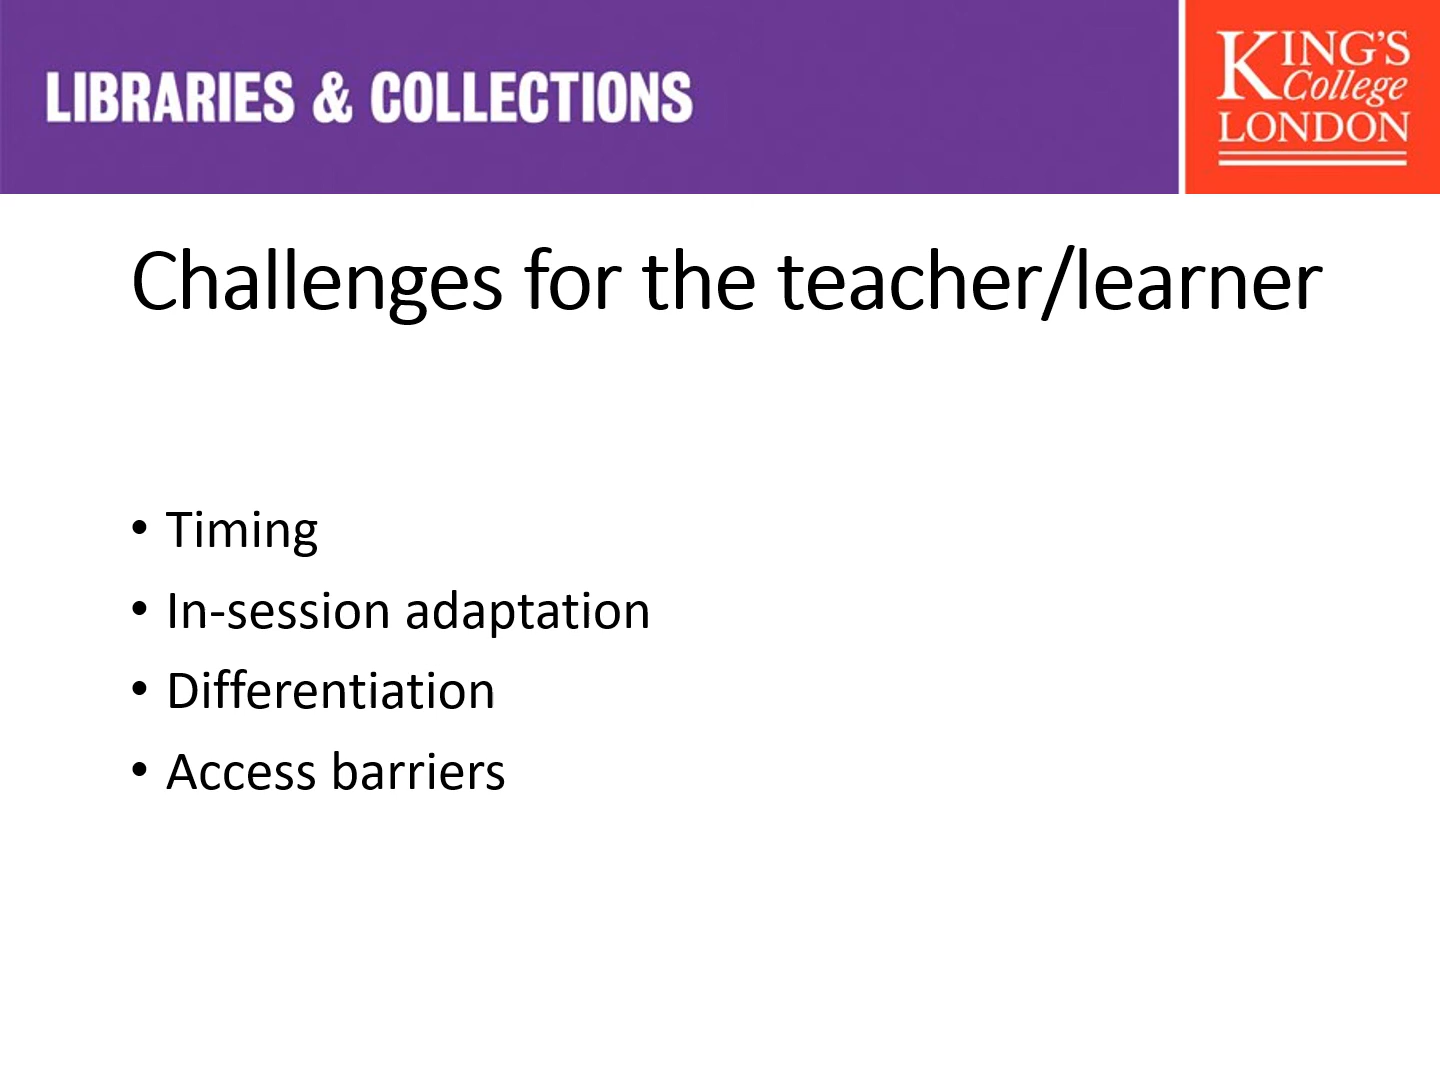 LIBRARIES & COLLECTIONS
KING'S
College
LONDON
Challenges for the teacher/learner
• Timing
• In-session adaptation
• Differentiation
• Access barriers